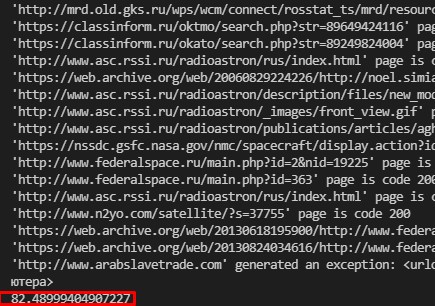 'http://mrd.old.gks.ru/wps/wcm/connect/rosstat_ts/mrd/resour
'https://classinform.ru/oktmo/search.php?str=89649424116' page
'https://classinform.ru/okato/search.php?str=89249824004' page
'http://www.asc.rssi.ru/radioastron/rus/index.html' page is c
'https://web.archive.org/web/20060829224226/http://noel.simia
'http://www.asc.rssi.ru/radioastron/description/files/new_mod
'http://www.asc.rssi.ru/radioastron/_images/front_view.gif' p
'http://www.asc.rssi.ru/radioastron/publications/articles/agh
'https://nssdc.gsfc.nasa.gov/nmc/spacecraft/display.action?id
'http://www.federalspace.ru/main.php?id=2&nid=19225' page is
'http://www.federalspace.ru/main.php?id=363' page is code 200
'http://www.asc.rssi.ru/radioastron/rus/index.html' page is c
'http://www.n2yo.com/satellite/?s=37755' page is code 200
'https://web.archive.org/web/20130618195900/http://www.federa
'https://web.archive.org/web/20130824034616/http://www.federa
'http://www.arabslavetrade.com' generated an exception: <urlo
ютера>
82.48999404907227